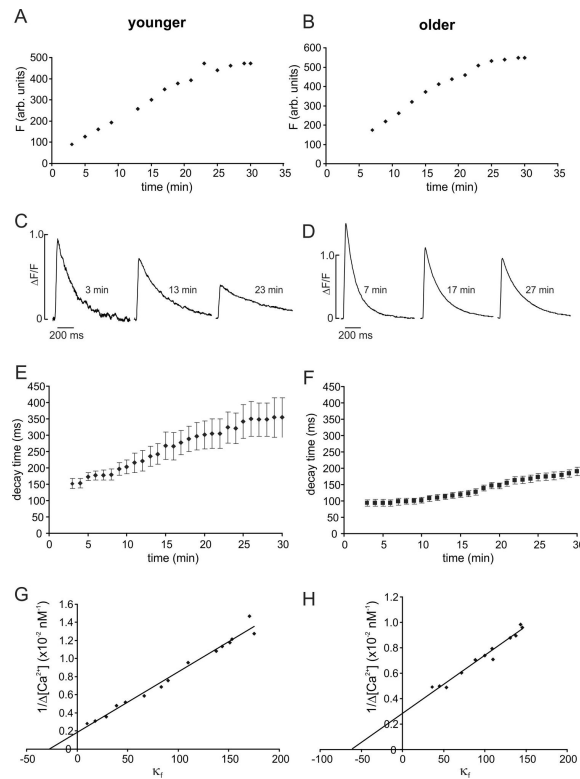 A
younger
B
older
500
400
300
200
100
0
F (arb. units)
0 5 10 15 20 25 30 35
time (min)
600
500
400
300
200
100
0
F (arb. units)
0 5 10 15 20 25 30 35
time (min)
C
1.0
ΔF/F
0
3 min
13 min
23 min
200 ms
D
1.0
ΔF/F
0
7 min
17 min
27 min
200 ms
E
450
400
350
300
250
200
150
100
50
0
decay time (ms)
0 5 10 15 20 25 30
time (min)
F
450
400
350
300
250
200
150
100
50
0
decay time (ms)
0 5 10 15 20 25 30
time (min)
G
1.6
1.4
1.2
1.0
0.8
0.6
0.4
0.2
0
1/Δ[Ca²⁺] (x10⁻² nM⁻¹)
-50 0 50 100 150 200
κf
H
1.2
1.0
0.8
0.6
0.4
0.2
0
1/Δ[Ca²⁺] (x10⁻² nM⁻¹)
-100 -50 0 50 100 150 200
κf